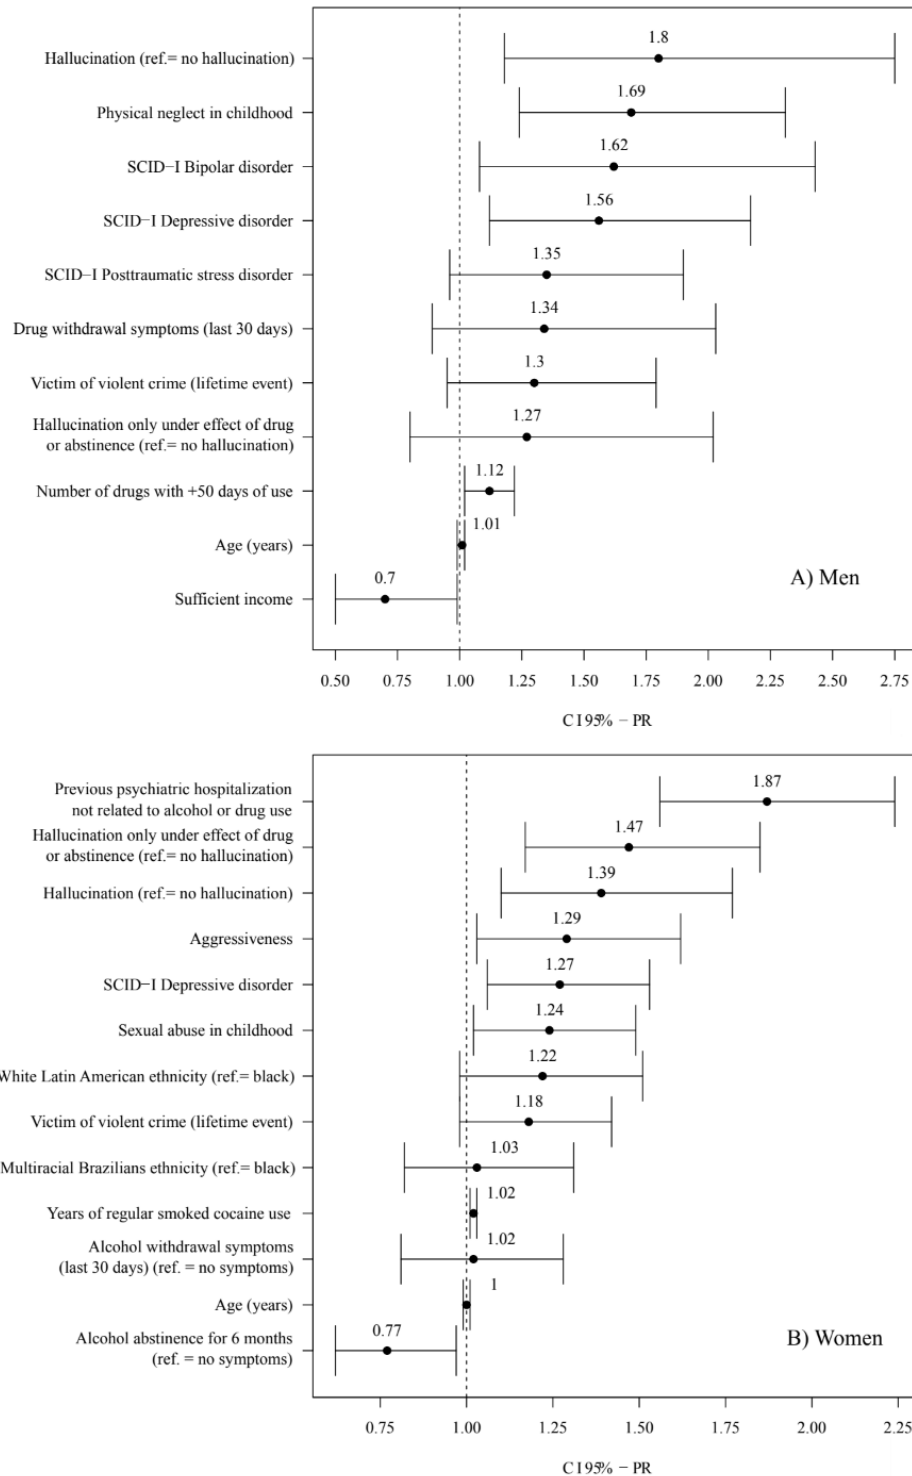 1.8
Hallucination (ref.= no hallucination)
1.69
Physical neglect in childhood
1.62
SCID−I Bipolar disorder
1.56
SCID−I Depressive disorder
1.35
SCID−I Posttraumatic stress disorder
1.34
Drug withdrawal symptoms (last 30 days)
1.3
Victim of violent crime (lifetime event)
1.27
Hallucination only under effect of drug
or abstinence (ref.= no hallucination)
1.12
Number of drugs with +50 days of use
1.01
Age (years)
0.7
Sufficient income
A) Men
0.50 0.75 1.00 1.25 1.50 1.75 2.00 2.25 2.50 2.75
CI95% − PR
1.87
Previous psychiatric hospitalization
not related to alcohol or drug use
1.47
Hallucination only under effect of drug
or abstinence (ref.= no hallucination)
1.39
Hallucination (ref.= no hallucination)
1.29
Aggressiveness
1.27
SCID−I Depressive disorder
1.24
Sexual abuse in childhood
1.22
White Latin American ethnicity (ref.= black)
1.18
Victim of violent crime (lifetime event)
1.03
Multiracial Brazilians ethnicity (ref.= black)
1.02
Years of regular smoked cocaine use
1.02
Alcohol withdrawal symptoms
(last 30 days) (ref. = no symptoms)
1
Age (years)
0.77
Alcohol abstinence for 6 months
(ref. = no symptoms)
B) Women
0.75 1.00 1.25 1.50 1.75 2.00 2.25
CI95% − PR